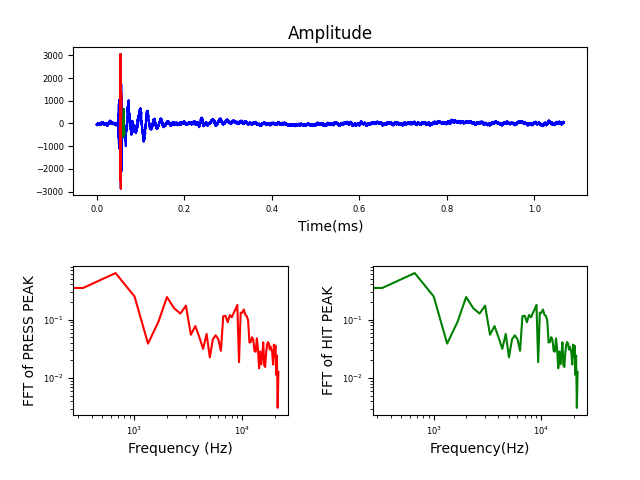 Amplitude
3000
2000
1000
0
−1000
−2000
−3000
0.0 0.2 0.4 0.6 0.8 1.0
Time(ms)
FFT of PRESS PEAK
10⁻¹
10⁻²
10³ 10⁴
Frequency (Hz)
FFT of HIT PEAK
10⁻¹
10⁻²
10³ 10⁴
Frequency(Hz)